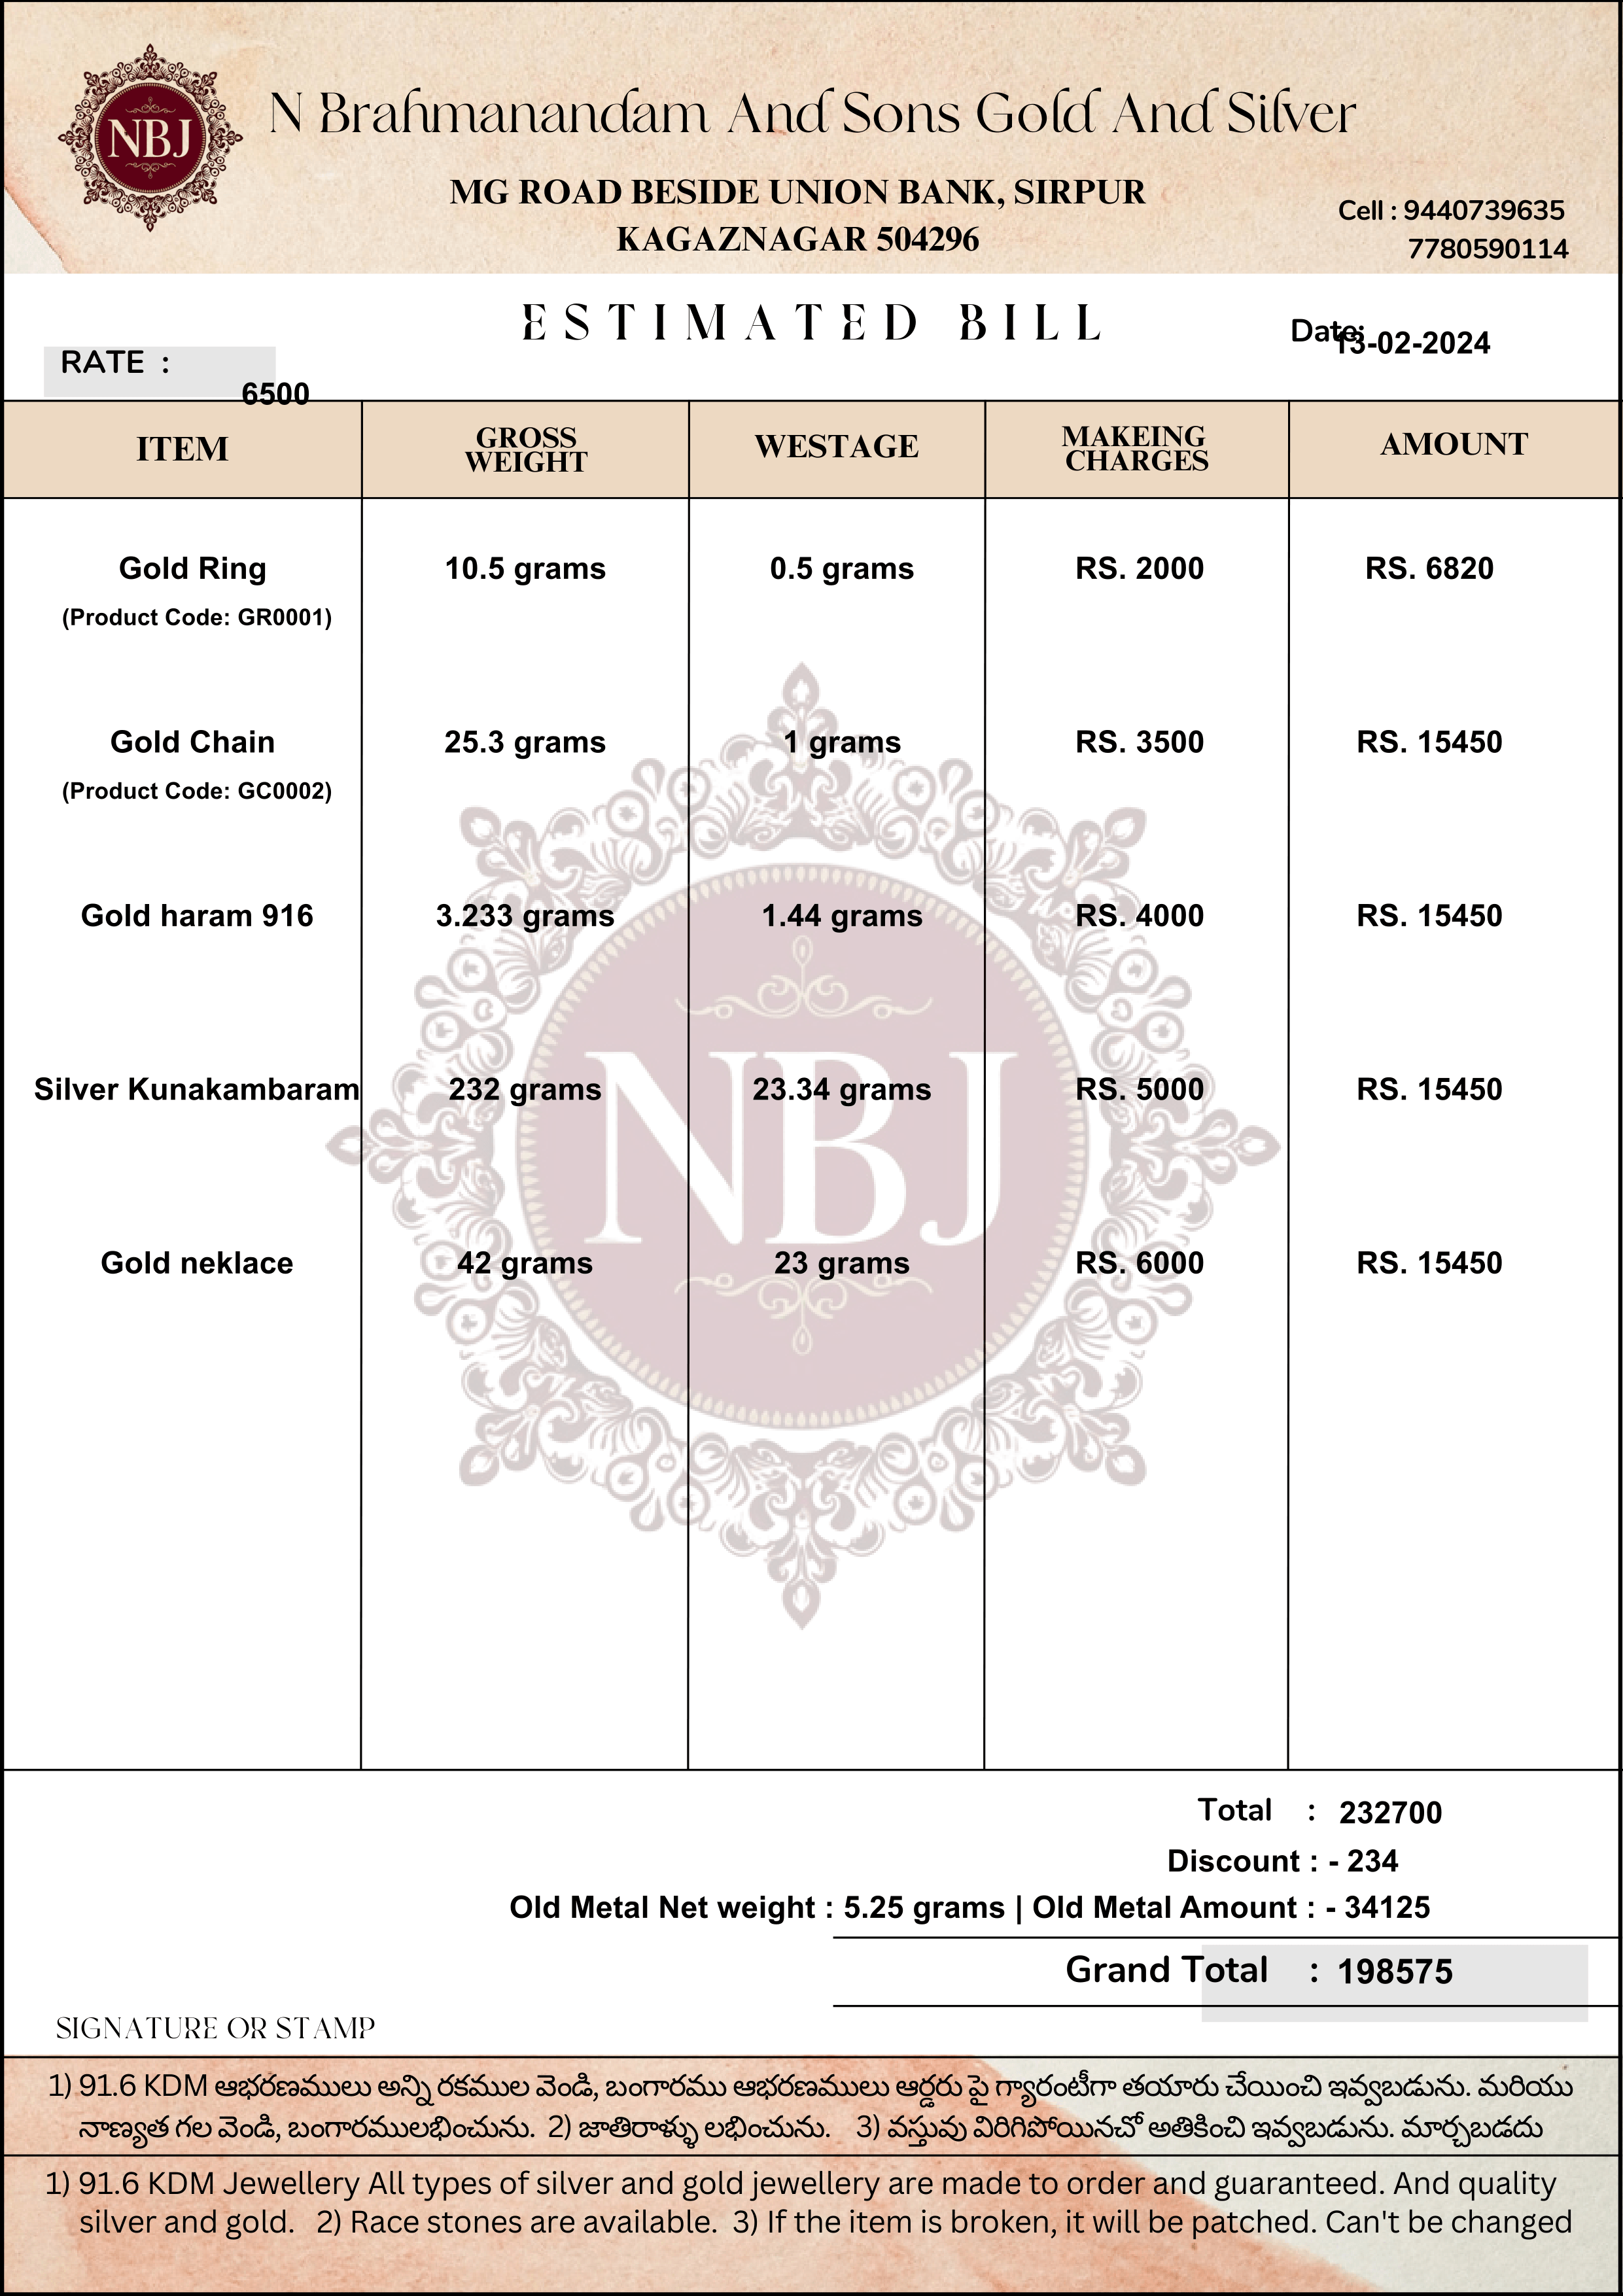 NBJ
N Brahmanandam And Sons Gold And Silver
MG ROAD BESIDE UNION BANK, SIRPUR
KAGAZNAGAR 504296
Cell : 9440739635
7780590114
ESTIMATED BILL
Date: 13-02-2024
RATE :
6500
ITEM GROSS WEIGHT WESTAGE MAKEING CHARGES AMOUNT
Gold Ring 10.5 grams 0.5 grams RS. 2000 RS. 6820
(Product Code: GR0001)
Gold Chain 25.3 grams 1 grams RS. 3500 RS. 15450
(Product Code: GC0002)
Gold haram 916 3.233 grams 1.44 grams RS. 4000 RS. 15450
Silver Kunakambaram 232 grams 23.34 grams RS. 5000 RS. 15450
NBJ
Gold neklace 42 grams 23 grams RS. 6000 RS. 15450
Total : 232700
Discount : - 234
Old Metal Net weight : 5.25 grams | Old Metal Amount : - 34125
Grand Total : 198575
SIGNATURE OR STAMP
1) 91.6 KDM ఆభరణములు అన్ని రకముల వెండి, బంగారము ఆభరణములు ఆర్డరు పై గ్యారంటీగా తయారు చేయించి ఇవ్వబడును. మరియు
నాణ్యత గల వెండి, బంగారములభించును. 2) జాతిరాళ్ళు లభించును. 3) వస్తువు విరిగిపోయినచో అతికించి ఇవ్వబడును. మార్చబడదు
1) 91.6 KDM Jewellery All types of silver and gold jewellery are made to order and guaranteed. And quality
silver and gold. 2) Race stones are available. 3) If the item is broken, it will be patched. Can't be changed